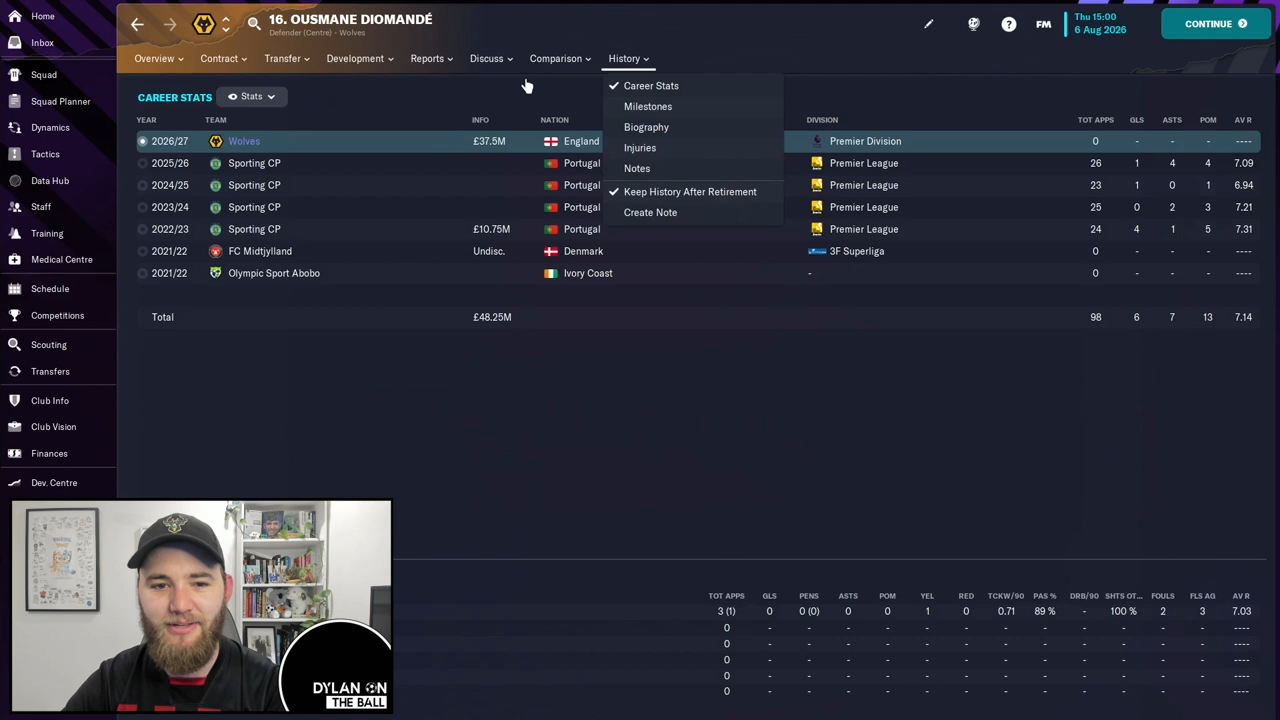 Home
Inbox
Squad
Squad Planner
Dynamics
Tactics
Data Hub
Staff
Training
Medical Centre
Schedule
Competitions
Scouting
Transfers
Club Info
Club Vision
Finances
Dev. Centre
16. OUSMANE DIOMANDÉ
Defender (Centre) - Wolves
FM
Thu 15:00
6 Aug 2026
CONTINUE
Overview Contract Transfer Development Reports Discuss Comparison History
Career Stats
Milestones
Biography
Injuries
Notes
Keep History After Retirement
Create Note
CAREER STATS Stats
YEAR TEAM INFO NATION DIVISION TOT APPS GLS ASTS POM AV R
2026/27 Wolves £37.5M England Premier Division 0 - - - ----
2025/26 Sporting CP Portugal Premier League 26 1 4 4 7.09
2024/25 Sporting CP Portugal Premier League 23 1 0 1 6.94
2023/24 Sporting CP Portugal Premier League 25 0 2 3 7.21
2022/23 Sporting CP £10.75M Portugal Premier League 24 4 1 5 7.31
2021/22 FC Midtjylland Undisc. Denmark 3F Superliga 0 - - - ----
2021/22 Olympic Sport Abobo Ivory Coast - 0 - - - ----
Total £48.25M 98 6 7 13 7.14
TOT APPS GLS PENS ASTS POM YEL RED TCKW/90 PAS % DRB/90 SHTS OT... FOULS FLS AG AV R
3 (1) 0 0 (0) 0 0 1 0 0.71 89 % - 100 % 2 3 7.03
0 - - - - - - - - - - - - ----
0 - - - - - - - - - - - - ----
0 - - - - - - - - - - - - ----
0 - - - - - - - - - - - - ----
0 - - - - - - - - - - - - ----
DYLAN ON
THE BALL